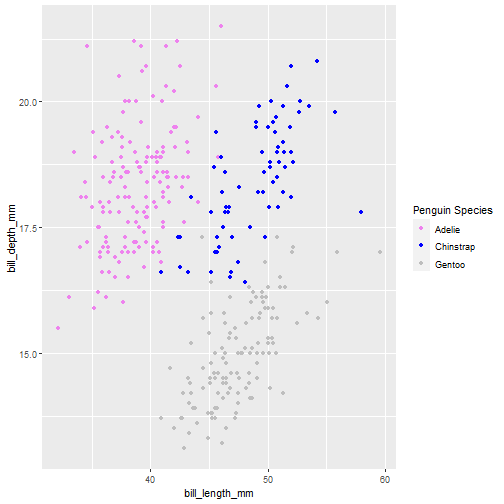 20.0
17.5
15.0
bill_depth_mm
40
50
60
bill_length_mm
Penguin Species
Adelie
Chinstrap
Gentoo